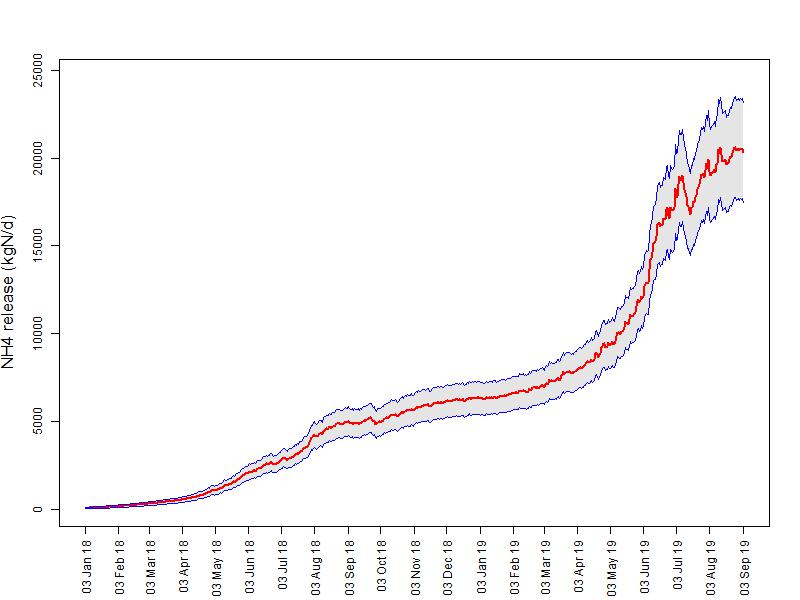 NH4 release (kgN/d)
25000
20000
15000
10000
5000
0
03 Jan 18
03 Feb 18
03 Mar 18
03 Apr 18
03 May 18
03 Jun 18
03 Jul 18
03 Aug 18
03 Sep 18
03 Oct 18
03 Nov 18
03 Dec 18
03 Jan 19
03 Feb 19
03 Mar 19
03 Apr 19
03 May 19
03 Jun 19
03 Jul 19
03 Aug 19
03 Sep 19